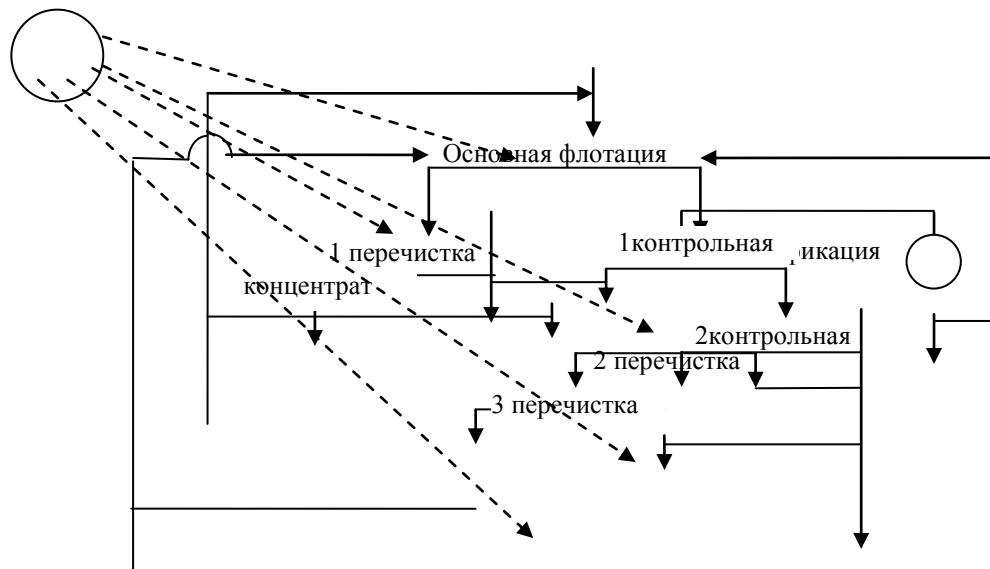 Основная флотация
1контрольная
1 перечистка
концентрат
2контрольная
2 перечистка
3 перечистка